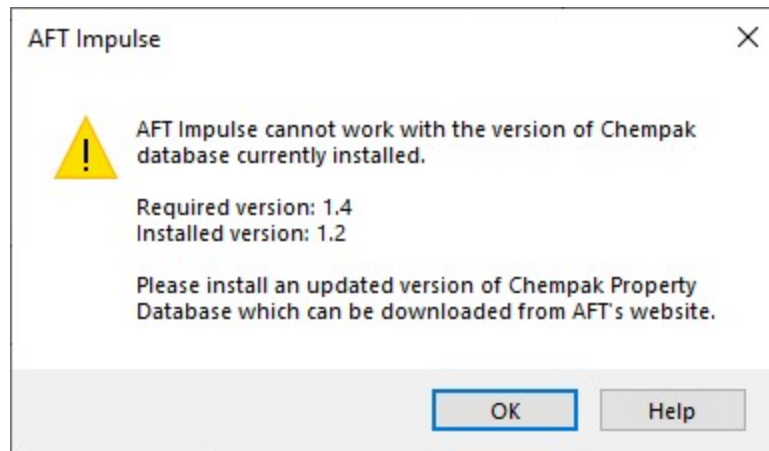 AFT Impulse
AFT Impulse cannot work with the version of Chempak
database currently installed.
Required version: 1.4
Installed version: 1.2
Please install an updated version of Chempak Property
Database which can be downloaded from AFT's website.
OK
Help